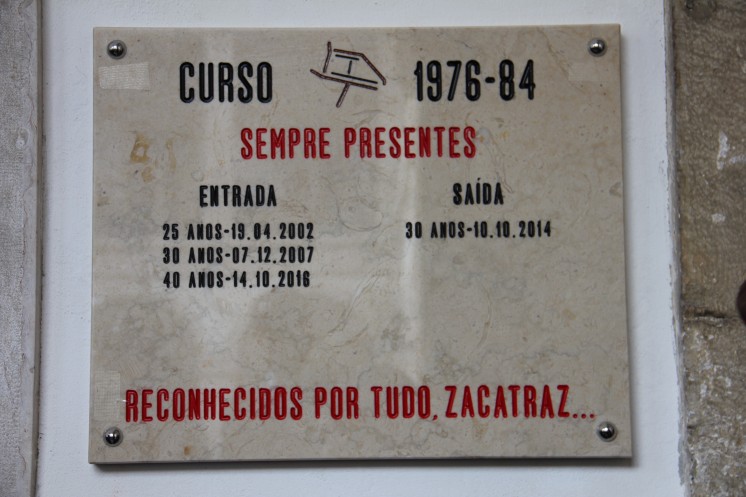 CURSO 1976-84
SEMPRE PRESENTES
ENTRADA SAÍDA
25 ANOS-19.04.2002 30 ANOS-10.10.2014
30 ANOS-07.12.2007
40 ANOS-14.10.2016
RECONHECIDOS POR TUDO, ZACATRAZ...